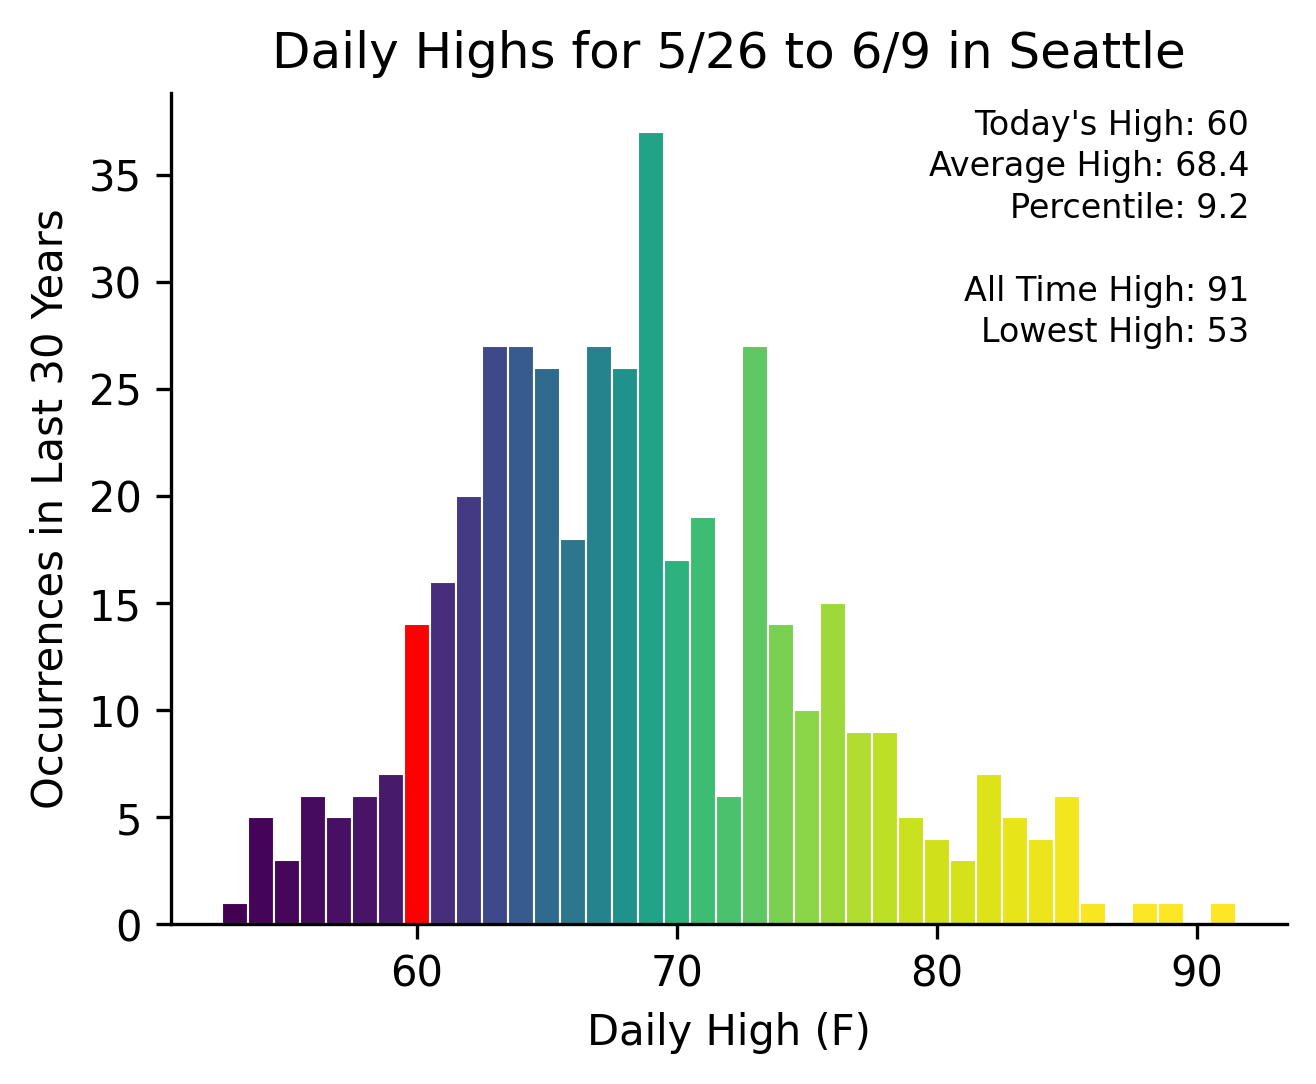 Daily Highs for 5/26 to 6/9 in Seattle
Today's High: 60
Average High: 68.4
Percentile: 9.2
All Time High: 91
Lowest High: 53
Occurrences in Last 30 Years
35
30
25
20
15
10
5
0
60 70 80 90
Daily High (F)